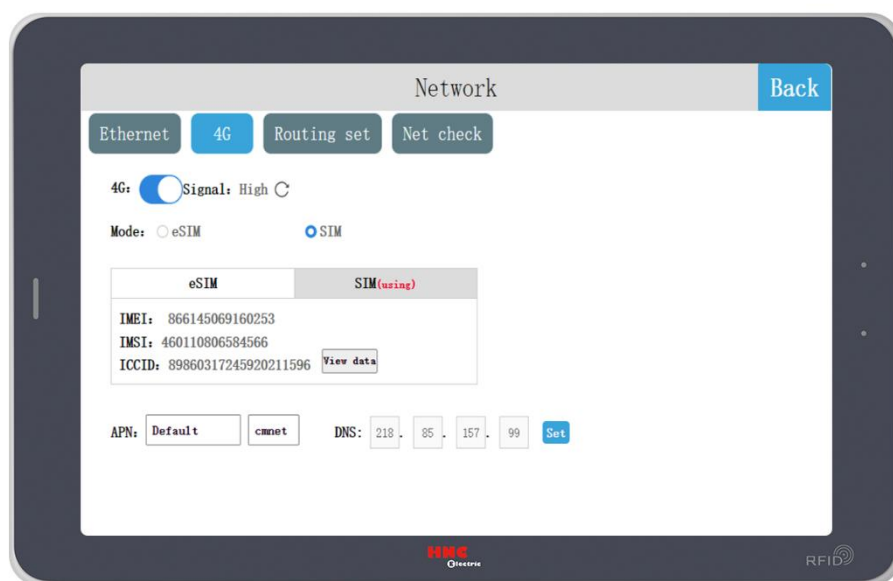 Network
Back
Ethernet 4G Routing set Net check
4G: Signal: High
Mode: eSIM SIM
eSIM SIM(using)
IMEI: 866145069160253
IMSI: 460110806584566
ICCID: 89860317245920211596 View data
APN: Default cmnet DNS: 218. 85. 157. 99 Set
HNC
Electric
RFID